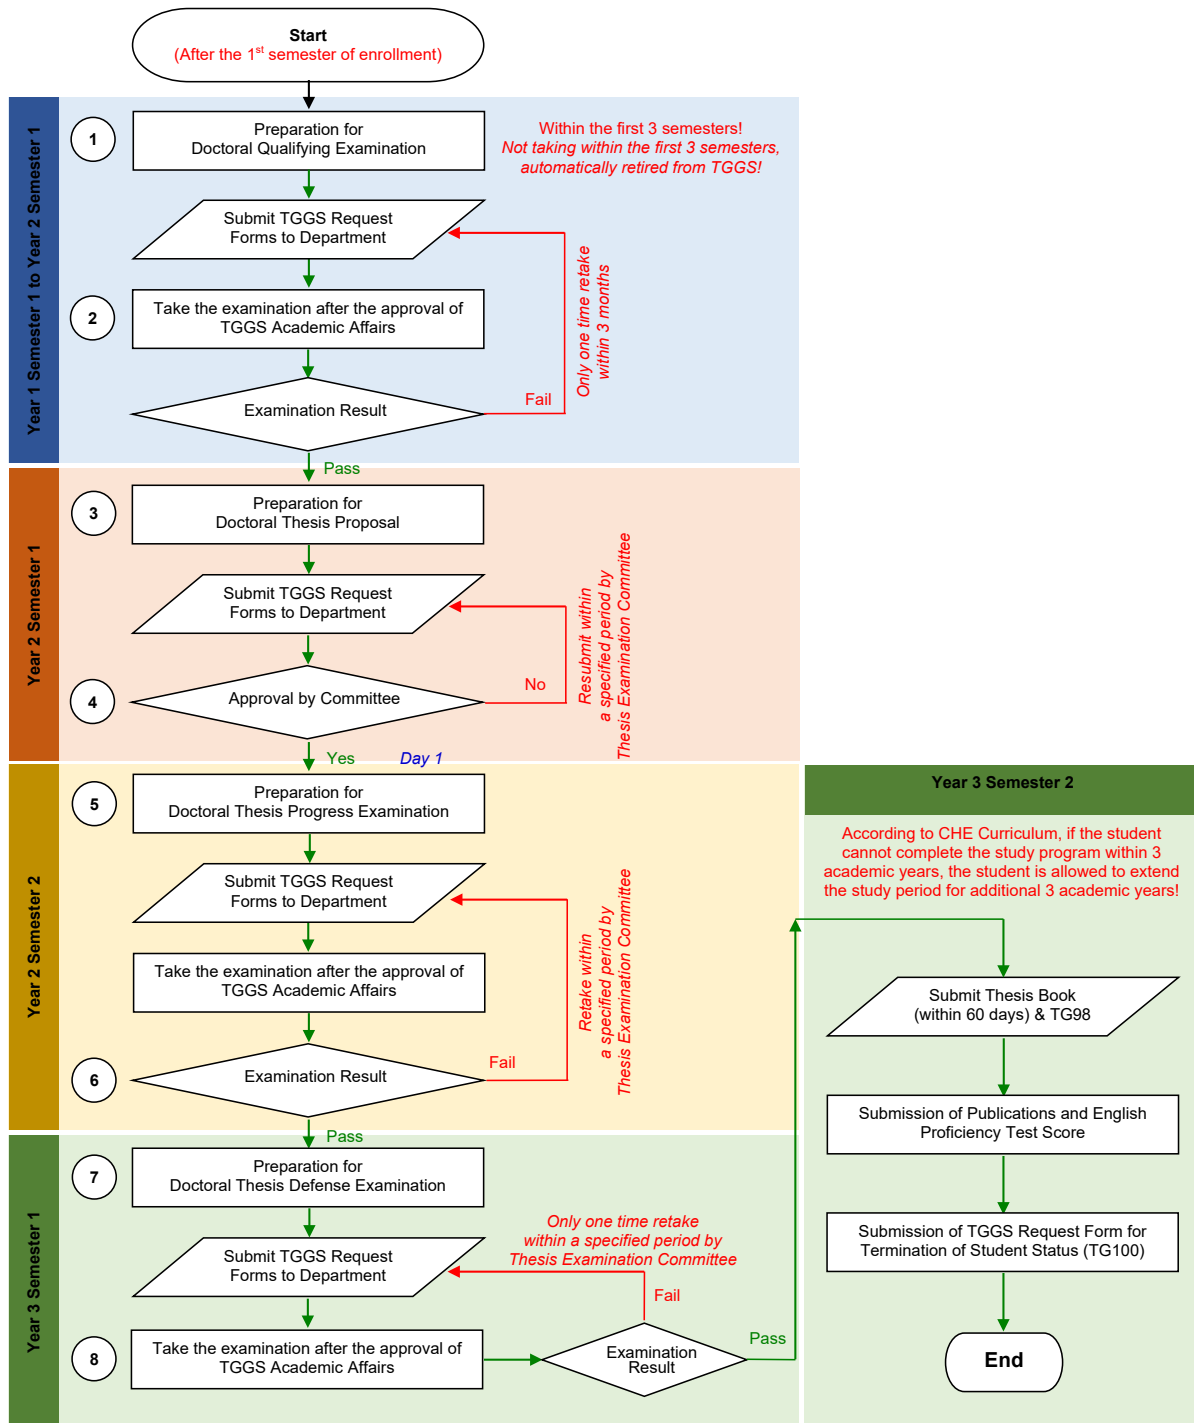 Start
(After the 1st semester of enrollment)
Year 1 Semester 1 to Year 2 Semester 1
1
Preparation for
Doctoral Qualifying Examination
Within the first 3 semesters!
Not taking within the first 3 semesters,
automatically retired from TGGS!
Submit TGGS Request
Forms to Department
Only one time retake
within 3 months
2
Take the examination after the approval of
TGGS Academic Affairs
Examination Result
Fail
Pass
Year 2 Semester 1
3
Preparation for
Doctoral Thesis Proposal
Submit TGGS Request
Forms to Department
Resubmit within
a specified period by
Thesis Examination Committee
4
Approval by Committee
No
Yes
Day 1
Year 2 Semester 2
5
Preparation for
Doctoral Thesis Progress Examination
Submit TGGS Request
Forms to Department
Retake within
a specified period by
Thesis Examination Committee
Take the examination after the approval of
TGGS Academic Affairs
6
Examination Result
Fail
Pass
Year 3 Semester 1
7
Preparation for
Doctoral Thesis Defense Examination
Only one time retake
within a specified period by
Thesis Examination Committee
Submit TGGS Request
Forms to Department
Fail
8
Take the examination after the approval of
TGGS Academic Affairs
Examination
Result
Pass
Year 3 Semester 2
According to CHE Curriculum, if the student
cannot complete the study program within 3
academic years, the student is allowed to extend
the study period for additional 3 academic years!
Submit Thesis Book
(within 60 days) & TG98
Submission of Publications and English
Proficiency Test Score
Submission of TGGS Request Form for
Termination of Student Status (TG100)
End